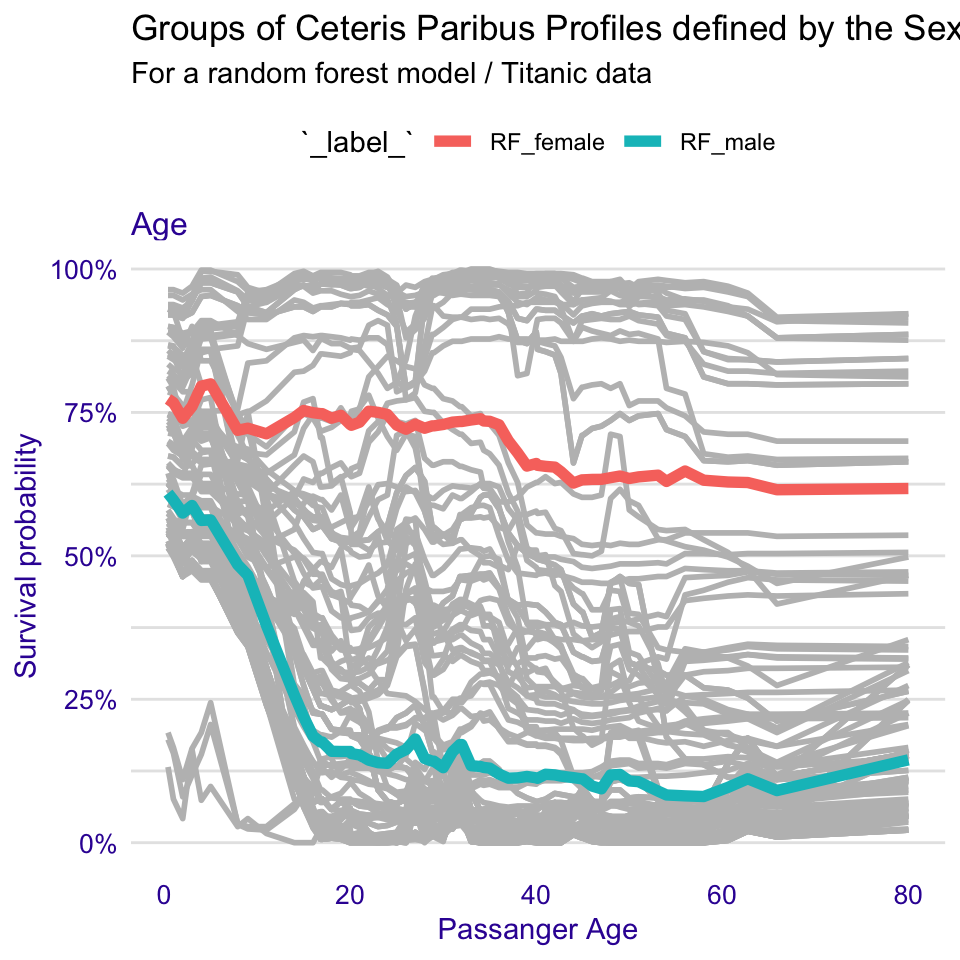 Groups of Ceteris Paribus Profiles defined by the Sex
For a random forest model / Titanic data
`_label_` RF_female RF_male
Age
100%
75%
50%
25%
0%
Survival probablity
0 20 40 60 80
Passanger Age